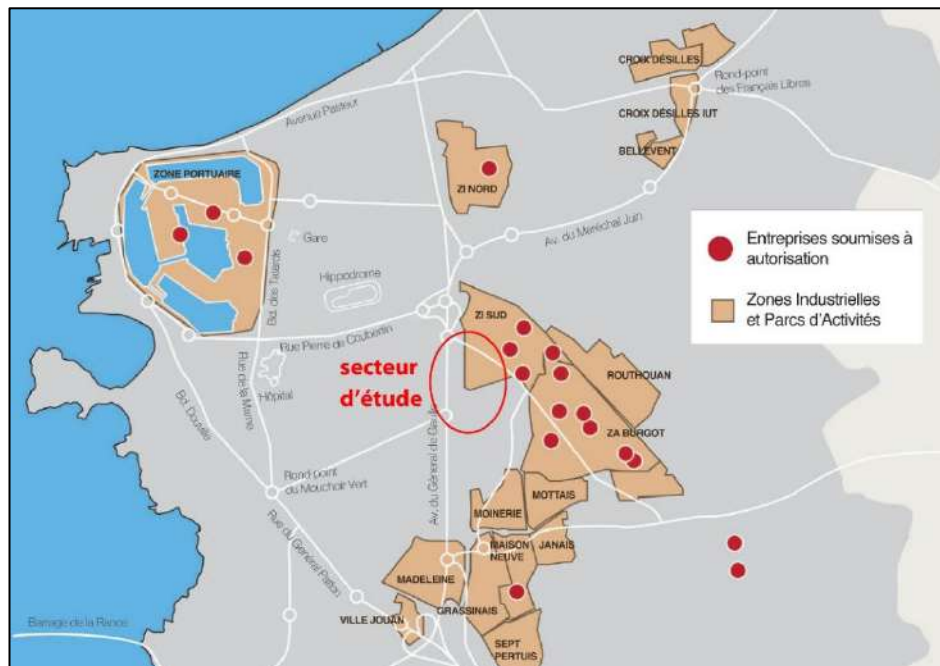 CROIX DÉSILLES
Rond-point
des Français Libres
Avenue Pasteur
CROIX DÉSILLES IUT
BELLEVENT
ZONE PORTUAIRE
ZI NORD
Av. du Maréchal Juin
Gare
Bd. des Talards
Hippodrome
Entreprises soumises à
autorisation
Zones Industrielles
et Parcs d'Activités
ZI SUD
Rue Pierre de Coubertin
secteur
d'étude
ROUTHOUAN
Rue de la Marne
Hôpital
Bd. Douville
Av. du Général de Gaulle
ZA BURGOT
Rond-point
du Mouchoir Vert
MOTTAIS
MOINERIE
MAISON
NEUVE
JANAIS
Rue du Général Patton
MADELEINE
GRASSINAIS
VILLE JOUAN
Barrage de la Rance
SEPT
PERTUIS